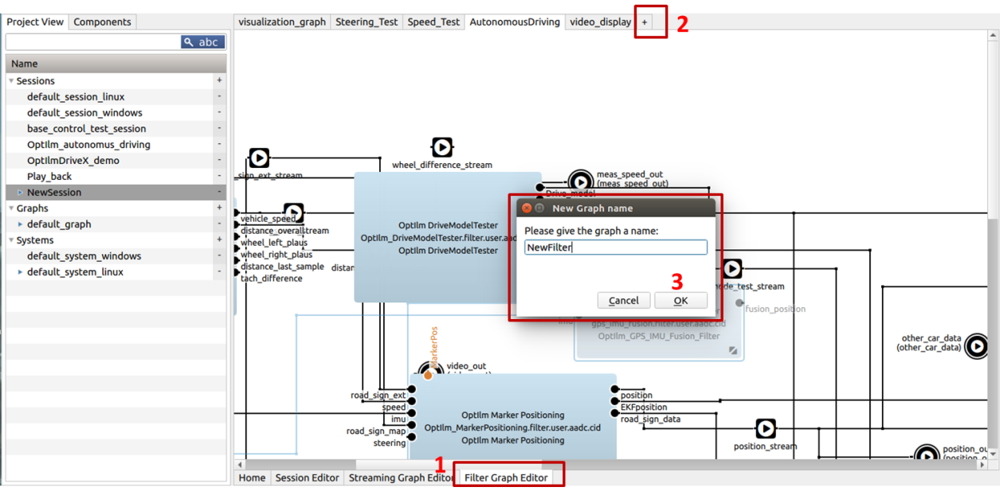 Project View Components
visualization_graph Steering_Test Speed_Test AutonomousDriving video_display + 2
abc
Name
Sessions +
default_session_linux -
default_session_windows -
base_control_test_session -
OptIlm_autonomus_driving -
OptIlmDriveX_demo -
Play_back -
NewSession -
Graphs +
default_graph -
Systems +
default_system_windows -
default_system_linux -
_sign_ext_stream
wheel_difference_stream
meas_speed_out
(meas_speed_out)
Drive_model
vehicle_speed
distance_overall tream
wheel_left_plaus
wheel_right_plaus
distance_last_sample distan
tach_difference
OptIlm DriveModelTester
OptIlm_DriveModelTester.filter.user.aad
OptIlm DriveModelTester
New Graph name
Please give the graph a name:
NewFilter
3
Cancel OK
ode_test_stream
fusion_position
imu
gps_imu_fusion.filter.user.aadc.cid
OptIlm_GPS_IMU_Fusion_Filter
other_car_data
(other_car_data)
MarkerPos
video_out
road_sign_ext
speed
imu
road_sign_map
steering
OptIlm Marker Positioning
OptIlm_MarkerPositioning.filter.user.aadc.cid
OptIlm Marker Positioning
position
EKFposition
road_sign_data
position_stream
position_ou
(position_o
1
Home Session Editor Streaming Graph Editor Filter Graph Editor